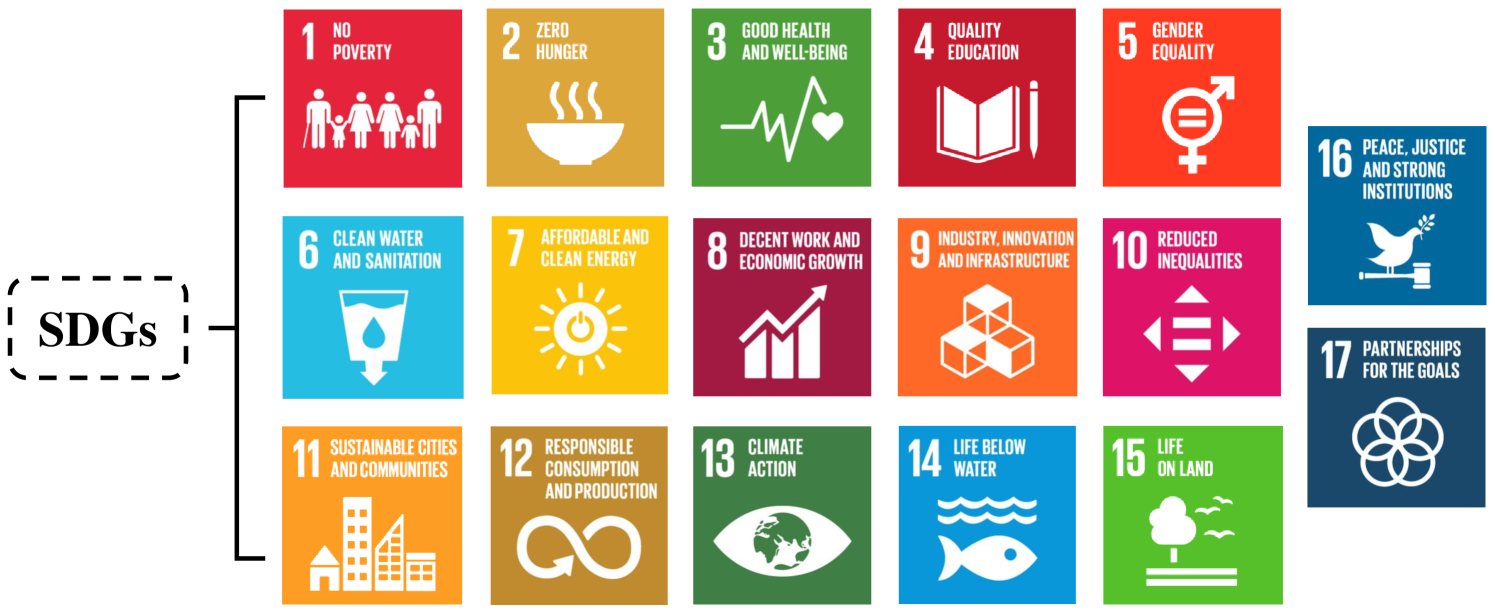 SDGs
1 NO
POVERTY
2 ZERO
HUNGER
3 GOOD HEALTH
AND WELL-BEING
4 QUALITY
EDUCATION
5 GENDER
EQUALITY
6 CLEAN WATER
AND SANITATION
7 AFFORDABLE AND
CLEAN ENERGY
8 DECENT WORK AND
ECONOMIC GROWTH
9 INDUSTRY, INNOVATION
AND INFRASTRUCTURE
10 REDUCED
INEQUALITIES
11 SUSTAINABLE CITIES
AND COMMUNITIES
12 RESPONSIBLE
CONSUMPTION
AND PRODUCTION
13 CLIMATE
ACTION
14 LIFE BELOW
WATER
15 LIFE
ON LAND
16 PEACE, JUSTICE
AND STRONG
INSTITUTIONS
17 PARTNERSHIPS
FOR THE GOALS